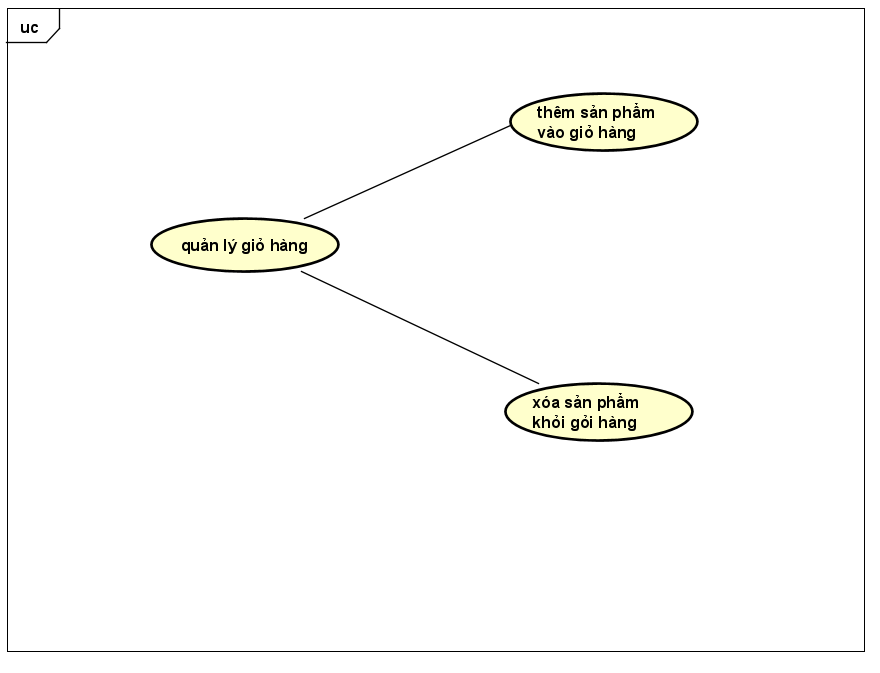 uc
thêm sản phẩm
vào giỏ hàng
quản lý giỏ hàng
xóa sản phẩm
khỏi gỏi hàng